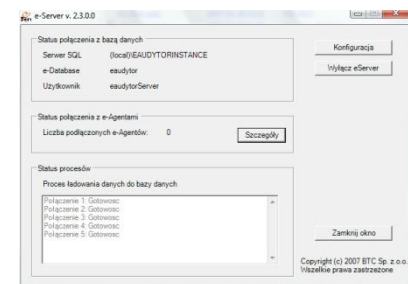 e-Server v. 2.3.0.0
Status połączenia z bazą danych
Serwer SQL (local)\EAUDYTORINSTANCE
e-Database eaudytor
Użytkownik eaudytorServer
Konfiguracja
Wyłącz eServer
Status połączenia z e-Agentami
Liczba podłączonych e-Agentów: 0
Szczegóły
Status procesów
Proces ładowania danych do bazy danych
Połączenie 1: Gotowosc
Połączenie 2: Gotowosc
Połączenie 3: Gotowosc
Połączenie 4: Gotowosc
Połączenie 5: Gotowosc
Zamknij okno
Copyright (c) 2007 BTC Sp. z o.o.
Wszelkie prawa zastrzeżone